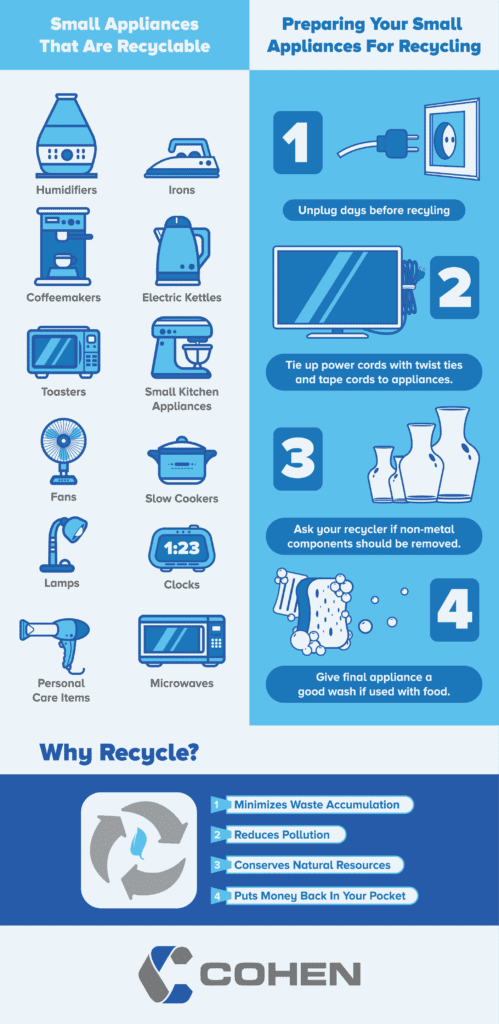 Small Appliances
That Are Recyclable
Humidifiers
Irons
Coffeemakers
Electric Kettles
Toasters
Small Kitchen
Appliances
Fans
Slow Cookers
Lamps
1:23
Clocks
Personal
Care Items
Microwaves
Preparing Your Small
Appliances For Recycling
1
Unplug days before recyling
2
Tie up power cords with twist ties
and tape cords to appliances.
3
Ask your recycler if non-metal
components should be removed.
4
Give final appliance a
good wash if used with food.
Why Recycle?
1 Minimizes Waste Accumulation
2 Reduces Pollution
3 Conserves Natural Resources
4 Puts Money Back In Your Pocket
COHEN